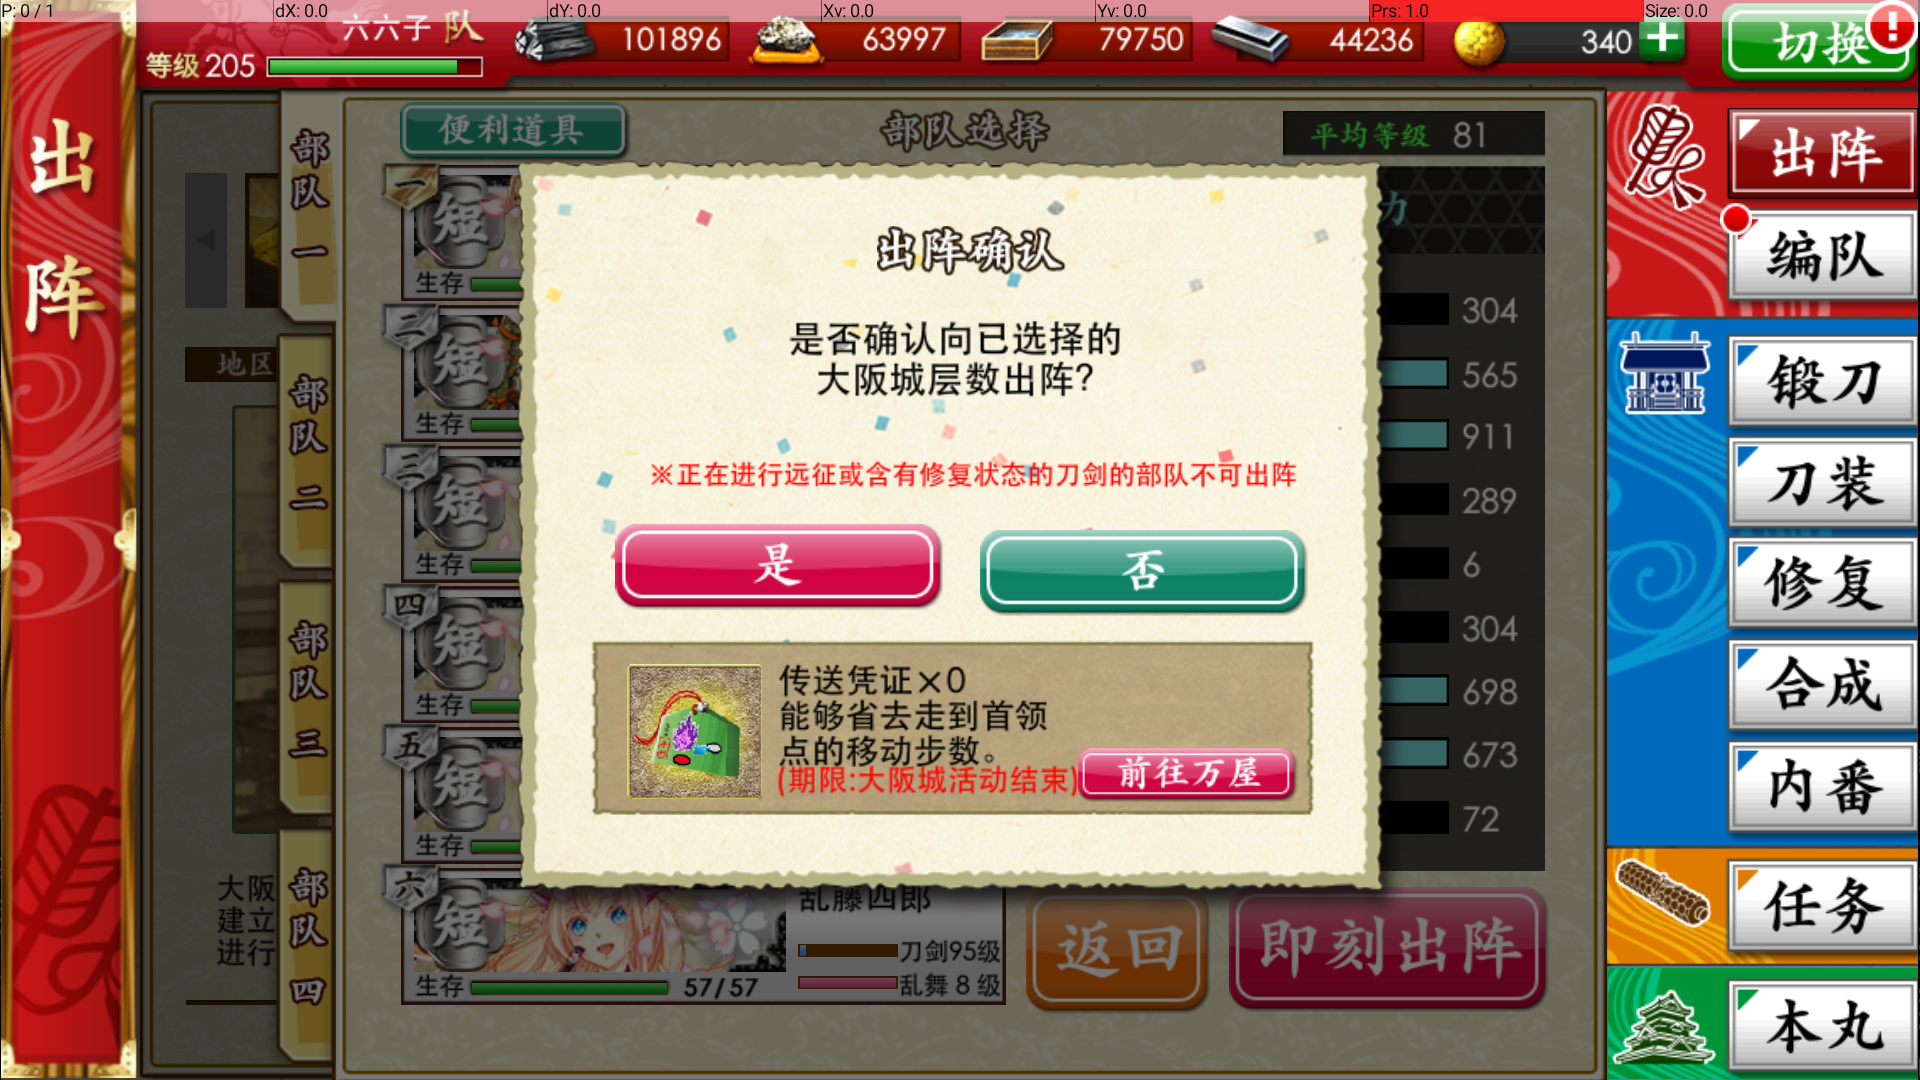 P: 0 / 1
dX: 0.0
dY: 0.0
Xv: 0.0
Yv: 0.0
Prs: 1.0
Size: 0.0
六六子 队
等级 205
101896
63997
79750
44236
340
切换
出阵
部队一
部队二
部队三
部队四
地区
大阪
建立
进行
便利道具
部队选择
平均等级 81
一
短
生存
二
短
生存
三
短
生存
四
短
生存
五
短
生存
六
短
生存
57/57
乱藤四郎
刀剑95级
乱舞 8 级
力
304
565
911
289
6
304
698
673
72
出阵确认
是否确认向已选择的
大阪城层数出阵?
※正在进行远征或含有修复状态的刀剑的部队不可出阵
是
否
传送凭证×0
能够省去走到首领
点的移动步数。
(期限:大阪城活动结束)
前往万屋
返回
即刻出阵
出阵
编队
锻刀
刀装
修复
合成
内番
任务
本丸